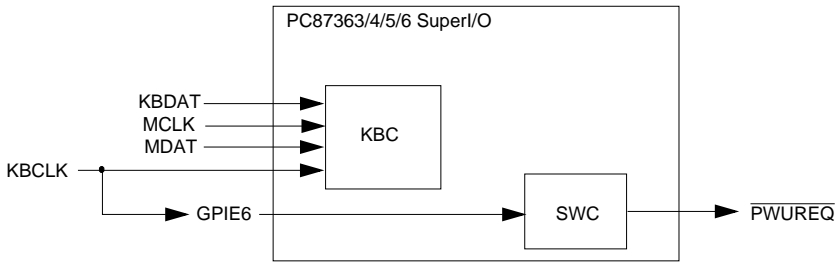 PC87363/4/5/6 SuperI/O
KBDAT
MCLK
MDAT
KBCLK
KBC
GPIE6
SWC
PWUREQ